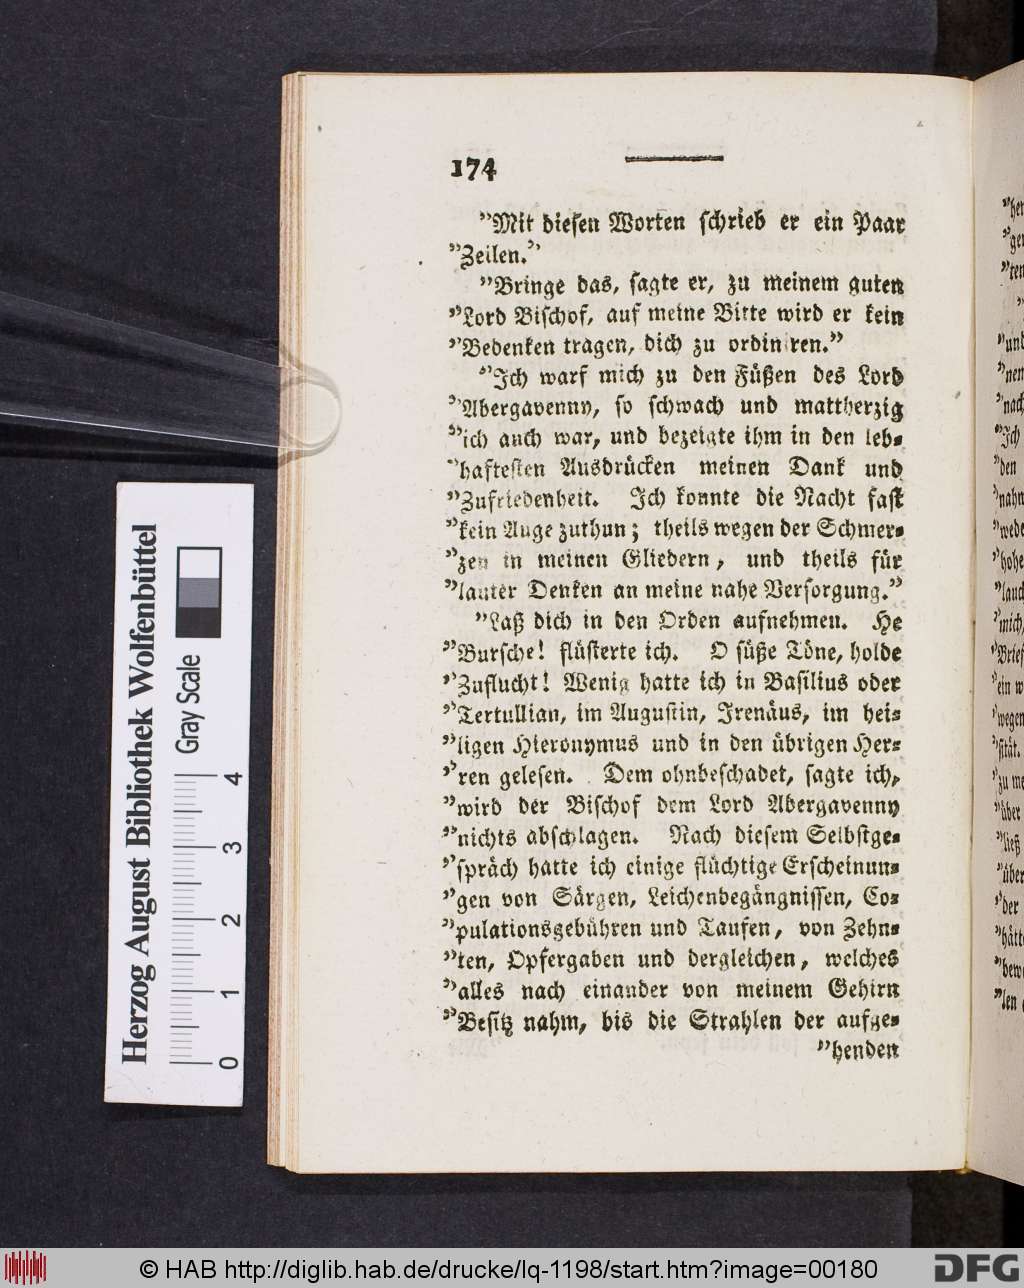 174
”Mit diesen Worten schrieb er ein Paar
”Zeilen.”
”Bringe das, sagte er, zu meinem guten
”Lord Bischof, auf meine Bitte wird er kein
”Bedenken tragen, dich zu ordiniren.”
”Ich warf mich zu den Füßen des Lord
”Abergavenny, so schwach und mattherzig
”ich auch war, und bezeigte ihm in den leb-
”haftesten Ausdrücken meinen Dank und
”Zufriedenheit. Ich konnte die Nacht fast
”kein Auge zuthun; theils wegen der Schmer-
”zen in meinen Gliedern, und theils für
”lauter Denken an meine nahe Versorgung.”
”Laß dich in den Orden aufnehmen. He
”Bursche! flüsterte ich. O süße Töne, holde
”Zuflucht! Wenig hatte ich in Basilius oder
”Tertullian, im Augustin, Irenäus, im hei-
”ligen Hieronymus und in den übrigen Her-
”ren gelesen. Dem ohnbeschadet, sagte ich,
”wird der Bischof dem Lord Abergavenny
”nichts abschlagen. Nach diesem Selbstge-
”spräch hatte ich einige flüchtige Erscheinun-
”gen von Särgen, Leichenbegängnissen, Co-
”pulationsgebühren und Taufen, von Zehn-
”ten, Opfergaben und dergleichen, welches
”alles nach einander von meinem Gehirn
”Besitz nahm, bis die Strahlen der aufge-
”henden
Herzog August Bibliothek Wolfenbüttel
Gray Scale
0 1 2 3 4
© HAB http://diglib.hab.de/drucke/lq-1198/start.htm?image=00180
DFG